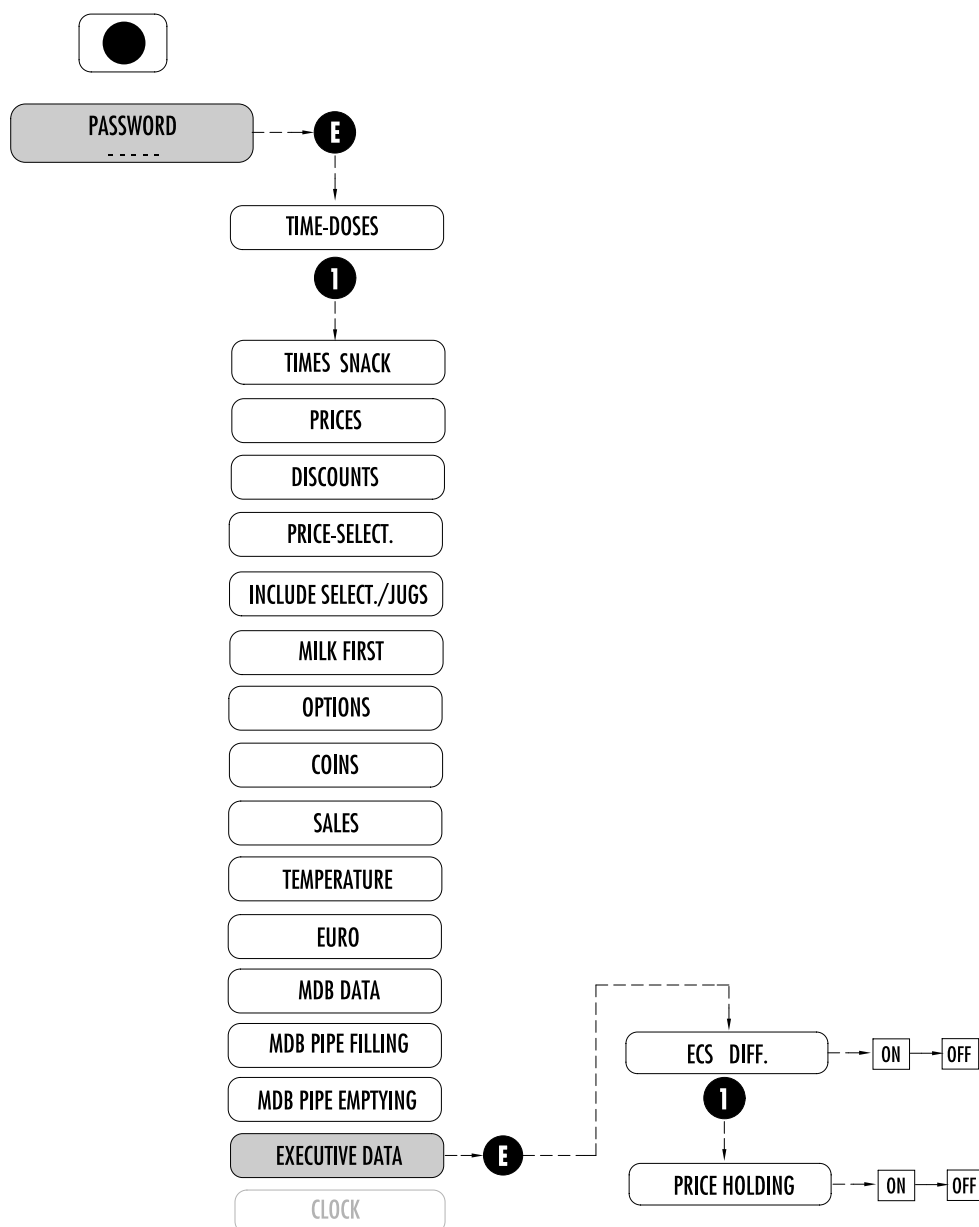 PASSWORD
- - - - -
E
TIME-DOSES
1
TIMES SNACK
PRICES
DISCOUNTS
PRICE-SELECT.
INCLUDE SELECT./JUGS
MILK FIRST
OPTIONS
COINS
SALES
TEMPERATURE
EURO
MDB DATA
MDB PIPE FILLING
MDB PIPE EMPTYING
EXECUTIVE DATA
E
CLOCK
ECS DIFF.
ON
OFF
1
PRICE HOLDING
ON
OFF